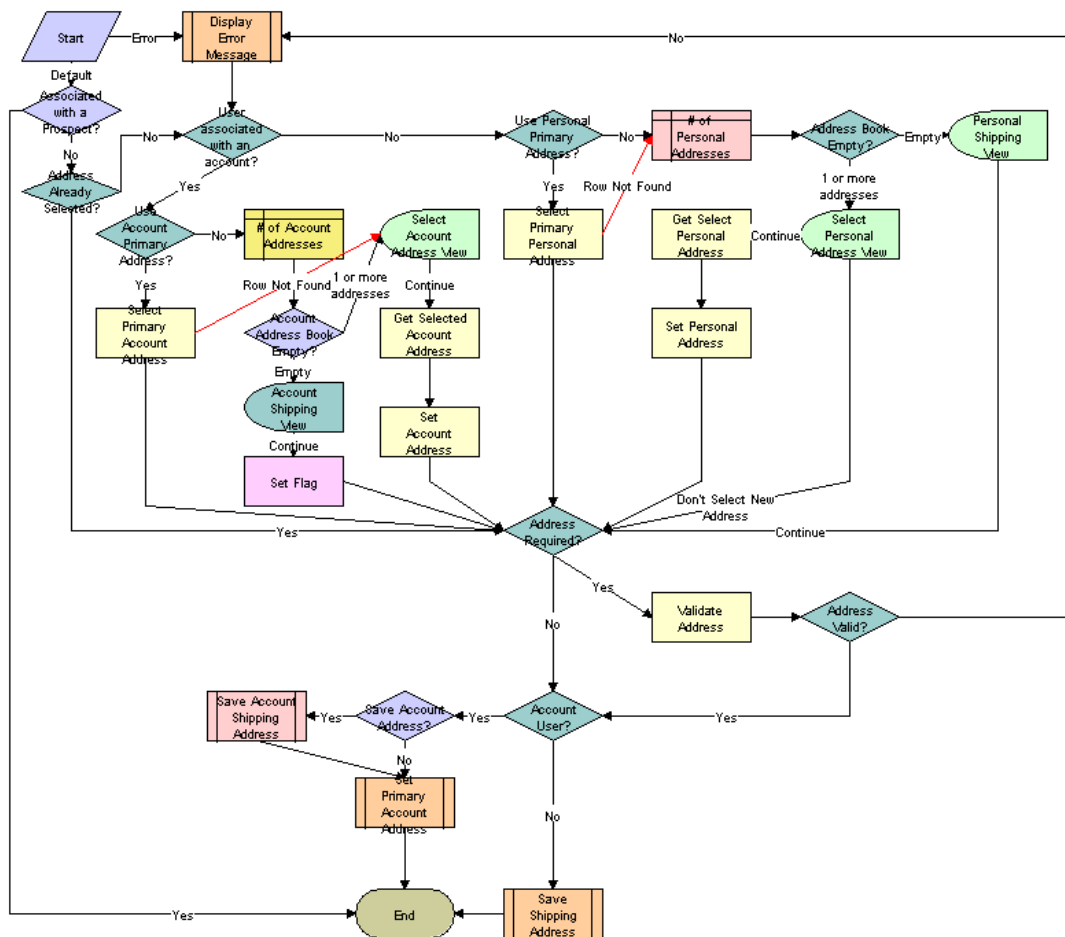 Start
Error
Display
Error
Message
No
Default
Associated
with a
Prospect?
No
User
associated
with an
account?
No
Use Personal
Primary
Address?
No
# of
Personal
Addresses
Address Book
Empty?
Empty
Personal
Shipping
View
No
Address
Already
Selected?
Yes
Yes
Row Not Found
1 or more
addresses
Use
Account
Primary
Address?
No
# of Account
Addresses
Select
Account
Address View
Select
Primary
Personal
Address
Get Select
Personal
Address
Continue
Select
Personal
Address View
Yes
Row Not Found
1 or more
addresses
Continue
Select
Primary
Account
Address
Account
Address Book
Empty?
Get Selected
Account
Address
Set Personal
Address
Empty
Account
Shipping
View
Set
Account
Address
Continue
Set Flag
Don't Select New
Address
Yes
Address
Required?
Continue
Yes
No
Validate
Address
Address
Valid?
Save Account
Shipping
Address
Yes
Save Account
Address?
Yes
Account
User?
Yes
No
Set
Primary
Account
Address
No
Yes
End
Save
Shipping
Address